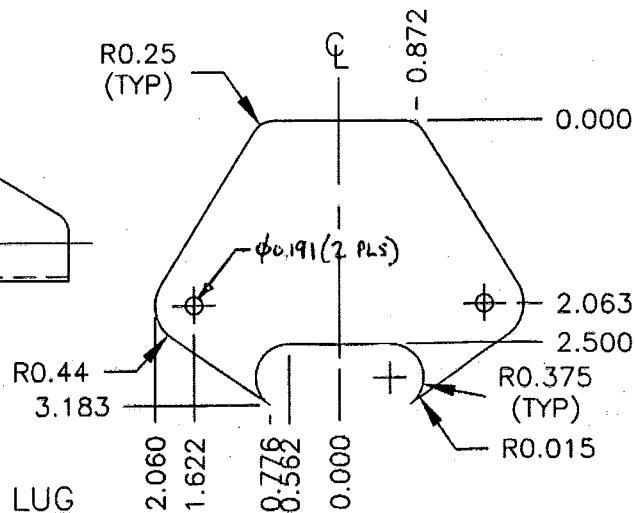 R0.25
(TYP)
℄
0.872
0.000
ϕ0.191(2 PLS)
2.063
2.500
R0.44
3.183
R0.375
(TYP)
R0.015
2.060
1.622
0.776
0.562
0.000
LUG